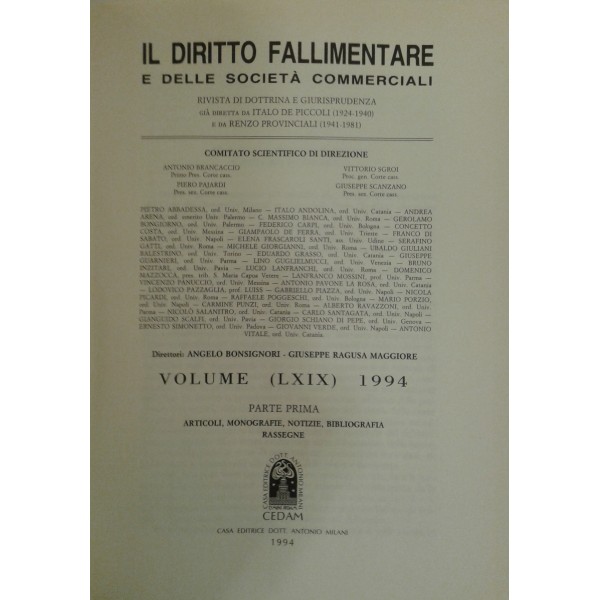 IL DIRITTO FALLIMENTARE
E DELLE SOCIETÀ COMMERCIALI
RIVISTA DI DOTTRINA E GIURISPRUDENZA
GIÀ DIRETTA DA ITALO DE PICCOLI (1924-1940)
E DA RENZO PROVINCIALI (1941-1981)
COMITATO SCIENTIFICO DI DIREZIONE
ANTONIO BRANCACCIO
Primo Pres. Corte cass.
VITTORIO SGROI
Proc. gen. Corte cass.
PIERO PAJARDI
Pres. sez. Corte cass.
GIUSEPPE SCANZANO
Pres. sez. Corte cass.
PIETRO ABBADESSA, ord. Univ. Milano — ITALO ANDOLINA, ord. Univ. Catania — ANDREA
ARENA, ord. emerito Univ. Palermo — C. MASSIMO BIANCA, ord. Univ. Roma — GEROLAMO
BONGIORNO, ord. Univ. Palermo — FEDERICO CARPI, ord. Univ. Bologna — CONCETTO
COSTA, ord. Univ. Messina — GIAMPAOLO DE FERRA, ord. Univ. Trieste — FRANCO DI
SABATO, ord. Univ. Napoli — ELENA FRASCAROLI SANTI, ass. Univ. Udine — SERAFINO
GATTI, ord. Univ. Roma — MICHELE GIORGIANNI, ord. Univ. Roma — UBALDO GIULIANI
BALESTRINO, ord. Univ. Torino — EDUARDO GRASSO, ord. Univ. Catania — GIUSEPPE
GUARNIERI, ord. Univ. Parma — LINO GUGLIELMUCCI, ord. Univ. Venezia — BRUNO
INZITARI, ord. Univ. Pavia — LUCIO LANFRANCHI, ord. Univ. Roma — DOMENICO
MAZZOCCA, pres. trib. S. Maria Capua Vetere — LANFRANCO MOSSINI, prof. Univ. Parma —
VINCENZO PANUCCIO, ord. Univ. Messina — ANTONIO PAVONE LA ROSA, ord. Univ. Catania
— LODOVICO PAZZAGLIA, prof. LUISS — GABRIELLO PIAZZA, ord. Univ. Napoli — NICOLA
PICARDI, ord. Univ. Roma — RAFFAELE POGGESCHI, ord. Univ. Bologna — MARIO PORZIO,
ord. Univ. Napoli — CARMINE PUNZI, ord. Univ. Roma — ALBERTO RAVAZZONI, ord. Univ.
Parma — NICOLÒ SALANITRO, ord. Univ. Catania — CARLO SANTAGATA, ord. Univ. Napoli —
GIANGUIDO SCALFI, ord. Univ. Pavia — GIORGIO SCHIANO DI PEPE, ord. Univ. Genova —
ERNESTO SIMONETTO, ord. Univ. Padova — GIOVANNI VERDE, ord. Univ. Napoli — ANTONIO
VITALE, ord. Univ. Catania.
Direttori: ANGELO BONSIGNORI - GIUSEPPE RAGUSA MAGGIORE
VOLUME (LXIX) 1994
PARTE PRIMA
ARTICOLI, MONOGRAFIE, NOTIZIE, BIBLIOGRAFIA
RASSEGNE
CASA EDITRICE DOTT. ANTONIO MILANI
CEDAM
CASA EDITRICE DOTT. ANTONIO MILANI
1994